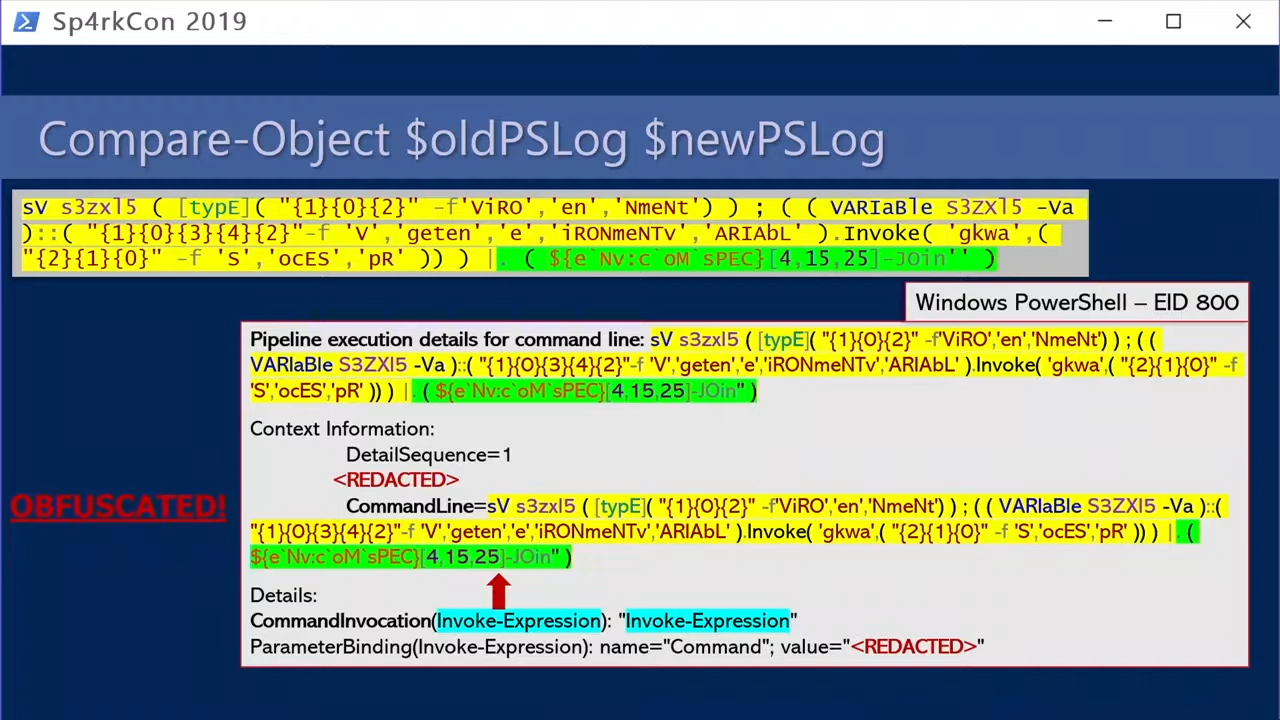 Sp4rkCon 2019
Compare-Object $oldPSLog $newPSLog
sV s3zxl5 ( [typE]( "{1}{0}{2}" -f'ViRO','en','NmeNt') ) ; ( ( VARIaBle S3ZXl5 -Va
)::( "{1}{0}{3}{4}{2}"-f 'V','geten','e','iRONmeNTv','ARIAbL' ).Invoke( 'gkwa',(
"{2}{1}{0}" -f 'S','ocES','pR' )) ) |. ( ${e`Nv:c`oM`sPEC}[4,15,25]-JOin'' )
Windows PowerShell – EID 800
Pipeline execution details for command line: sV s3zxl5 ( [typE]( "{1}{0}{2}" -f'ViRO','en','NmeNt') ) ; ( (
VARIaBle S3ZXl5 -Va )::( "{1}{0}{3}{4}{2}"-f 'V','geten','e','iRONmeNTv','ARIAbL' ).Invoke( 'gkwa',( "{2}{1}{0}" -f
'S','ocES','pR' )) ) |. ( ${e`Nv:c`oM`sPEC}[4,15,25]-JOin'' )
Context Information:
DetailSequence=1
<REDACTED>
CommandLine=sV s3zxl5 ( [typE]( "{1}{0}{2}" -f'ViRO','en','NmeNt') ) ; ( ( VARIaBle S3ZXl5 -Va )::(
"{1}{0}{3}{4}{2}"-f 'V','geten','e','iRONmeNTv','ARIAbL' ).Invoke( 'gkwa',( "{2}{1}{0}" -f 'S','ocES','pR' )) ) |. (
${e`Nv:c`oM`sPEC}[4,15,25]-JOin'' )
OBFUSCATED!
Details:
CommandInvocation(Invoke-Expression): "Invoke-Expression"
ParameterBinding(Invoke-Expression): name="Command"; value="<REDACTED>"